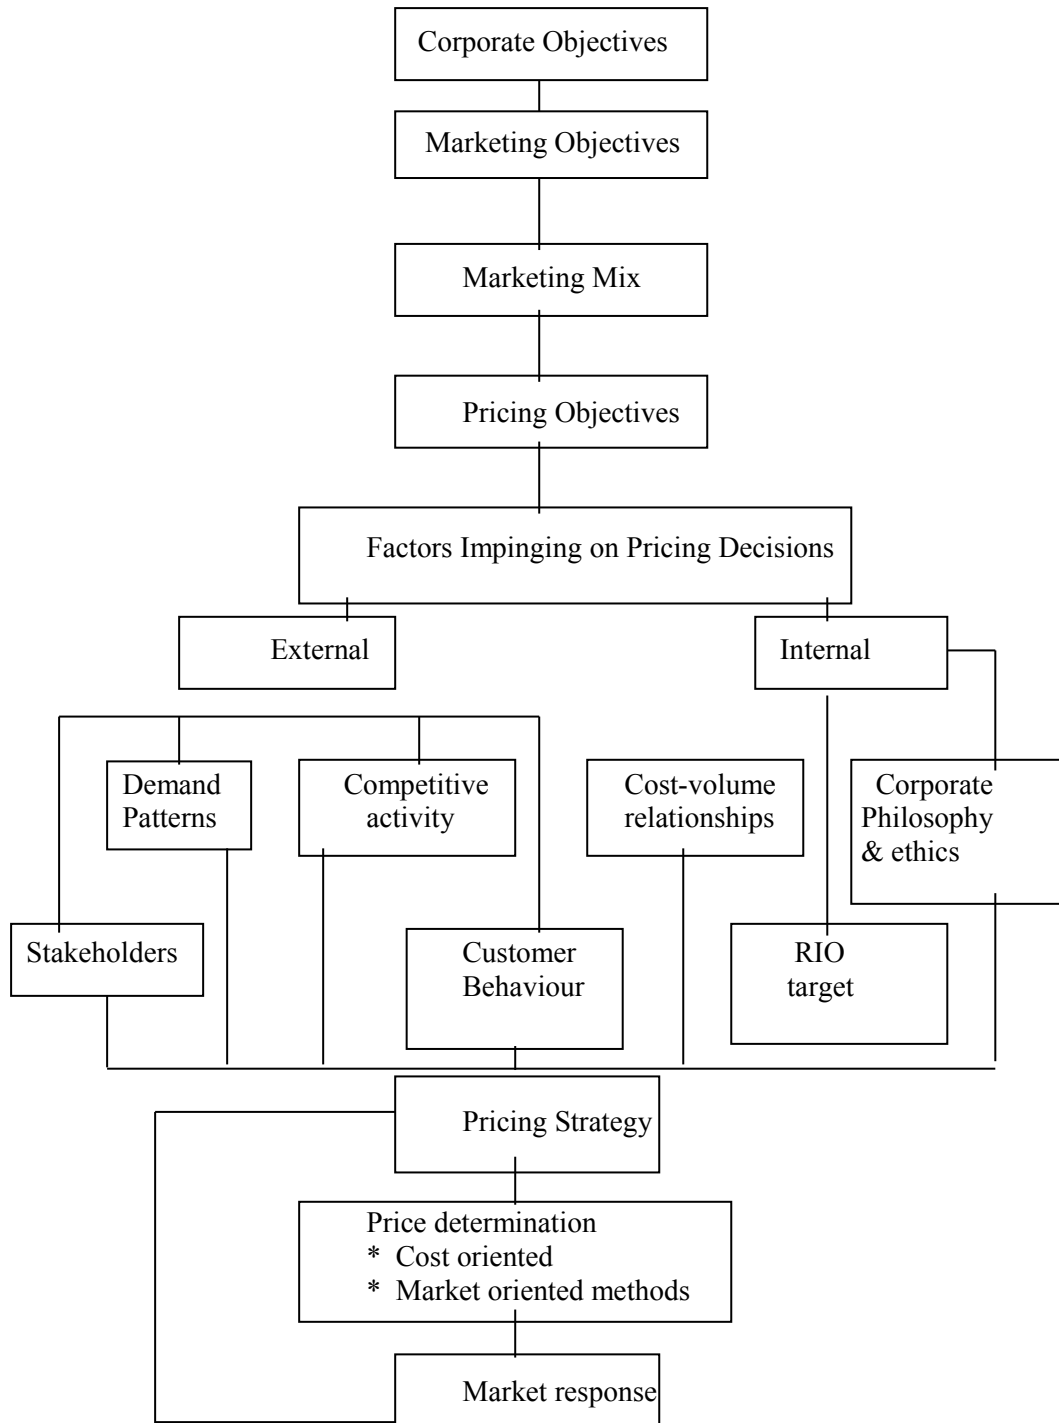 Corporate Objectives
Marketing Objectives
Marketing Mix
Pricing Objectives
Factors Impinging on Pricing Decisions
External
Internal
Demand
Patterns
Competitive
activity
Cost-volume
relationships
Corporate
Philosophy
& ethics
Stakeholders
Customer
Behaviour
RIO
target
Pricing Strategy
Price determination
* Cost oriented
* Market oriented methods
Market response